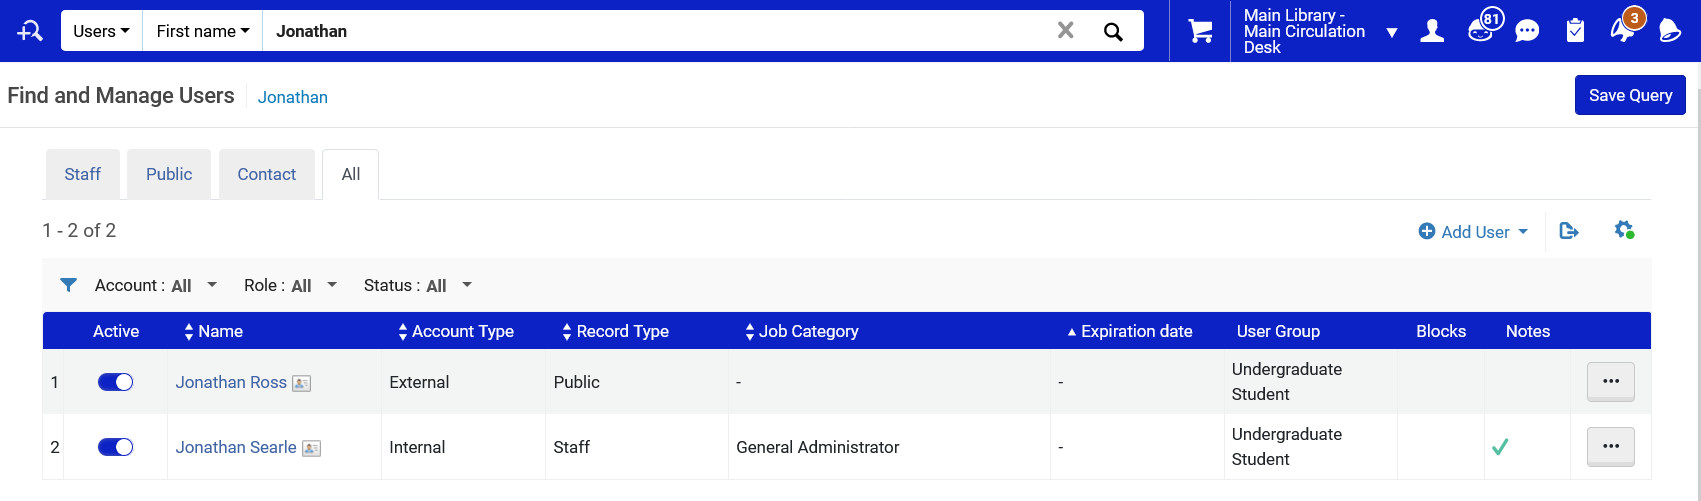 Users First name Jonathan
Main Library -
Main Circulation
Desk
81
3
Find and Manage Users Jonathan Save Query
Staff Public Contact All
1 - 2 of 2 Add User
Account : All Role : All Status : All
Active Name Account Type Record Type Job Category Expiration date User Group Blocks Notes
1 Jonathan Ross External Public - - Undergraduate
Student
2 Jonathan Searle Internal Staff General Administrator - Undergraduate
Student